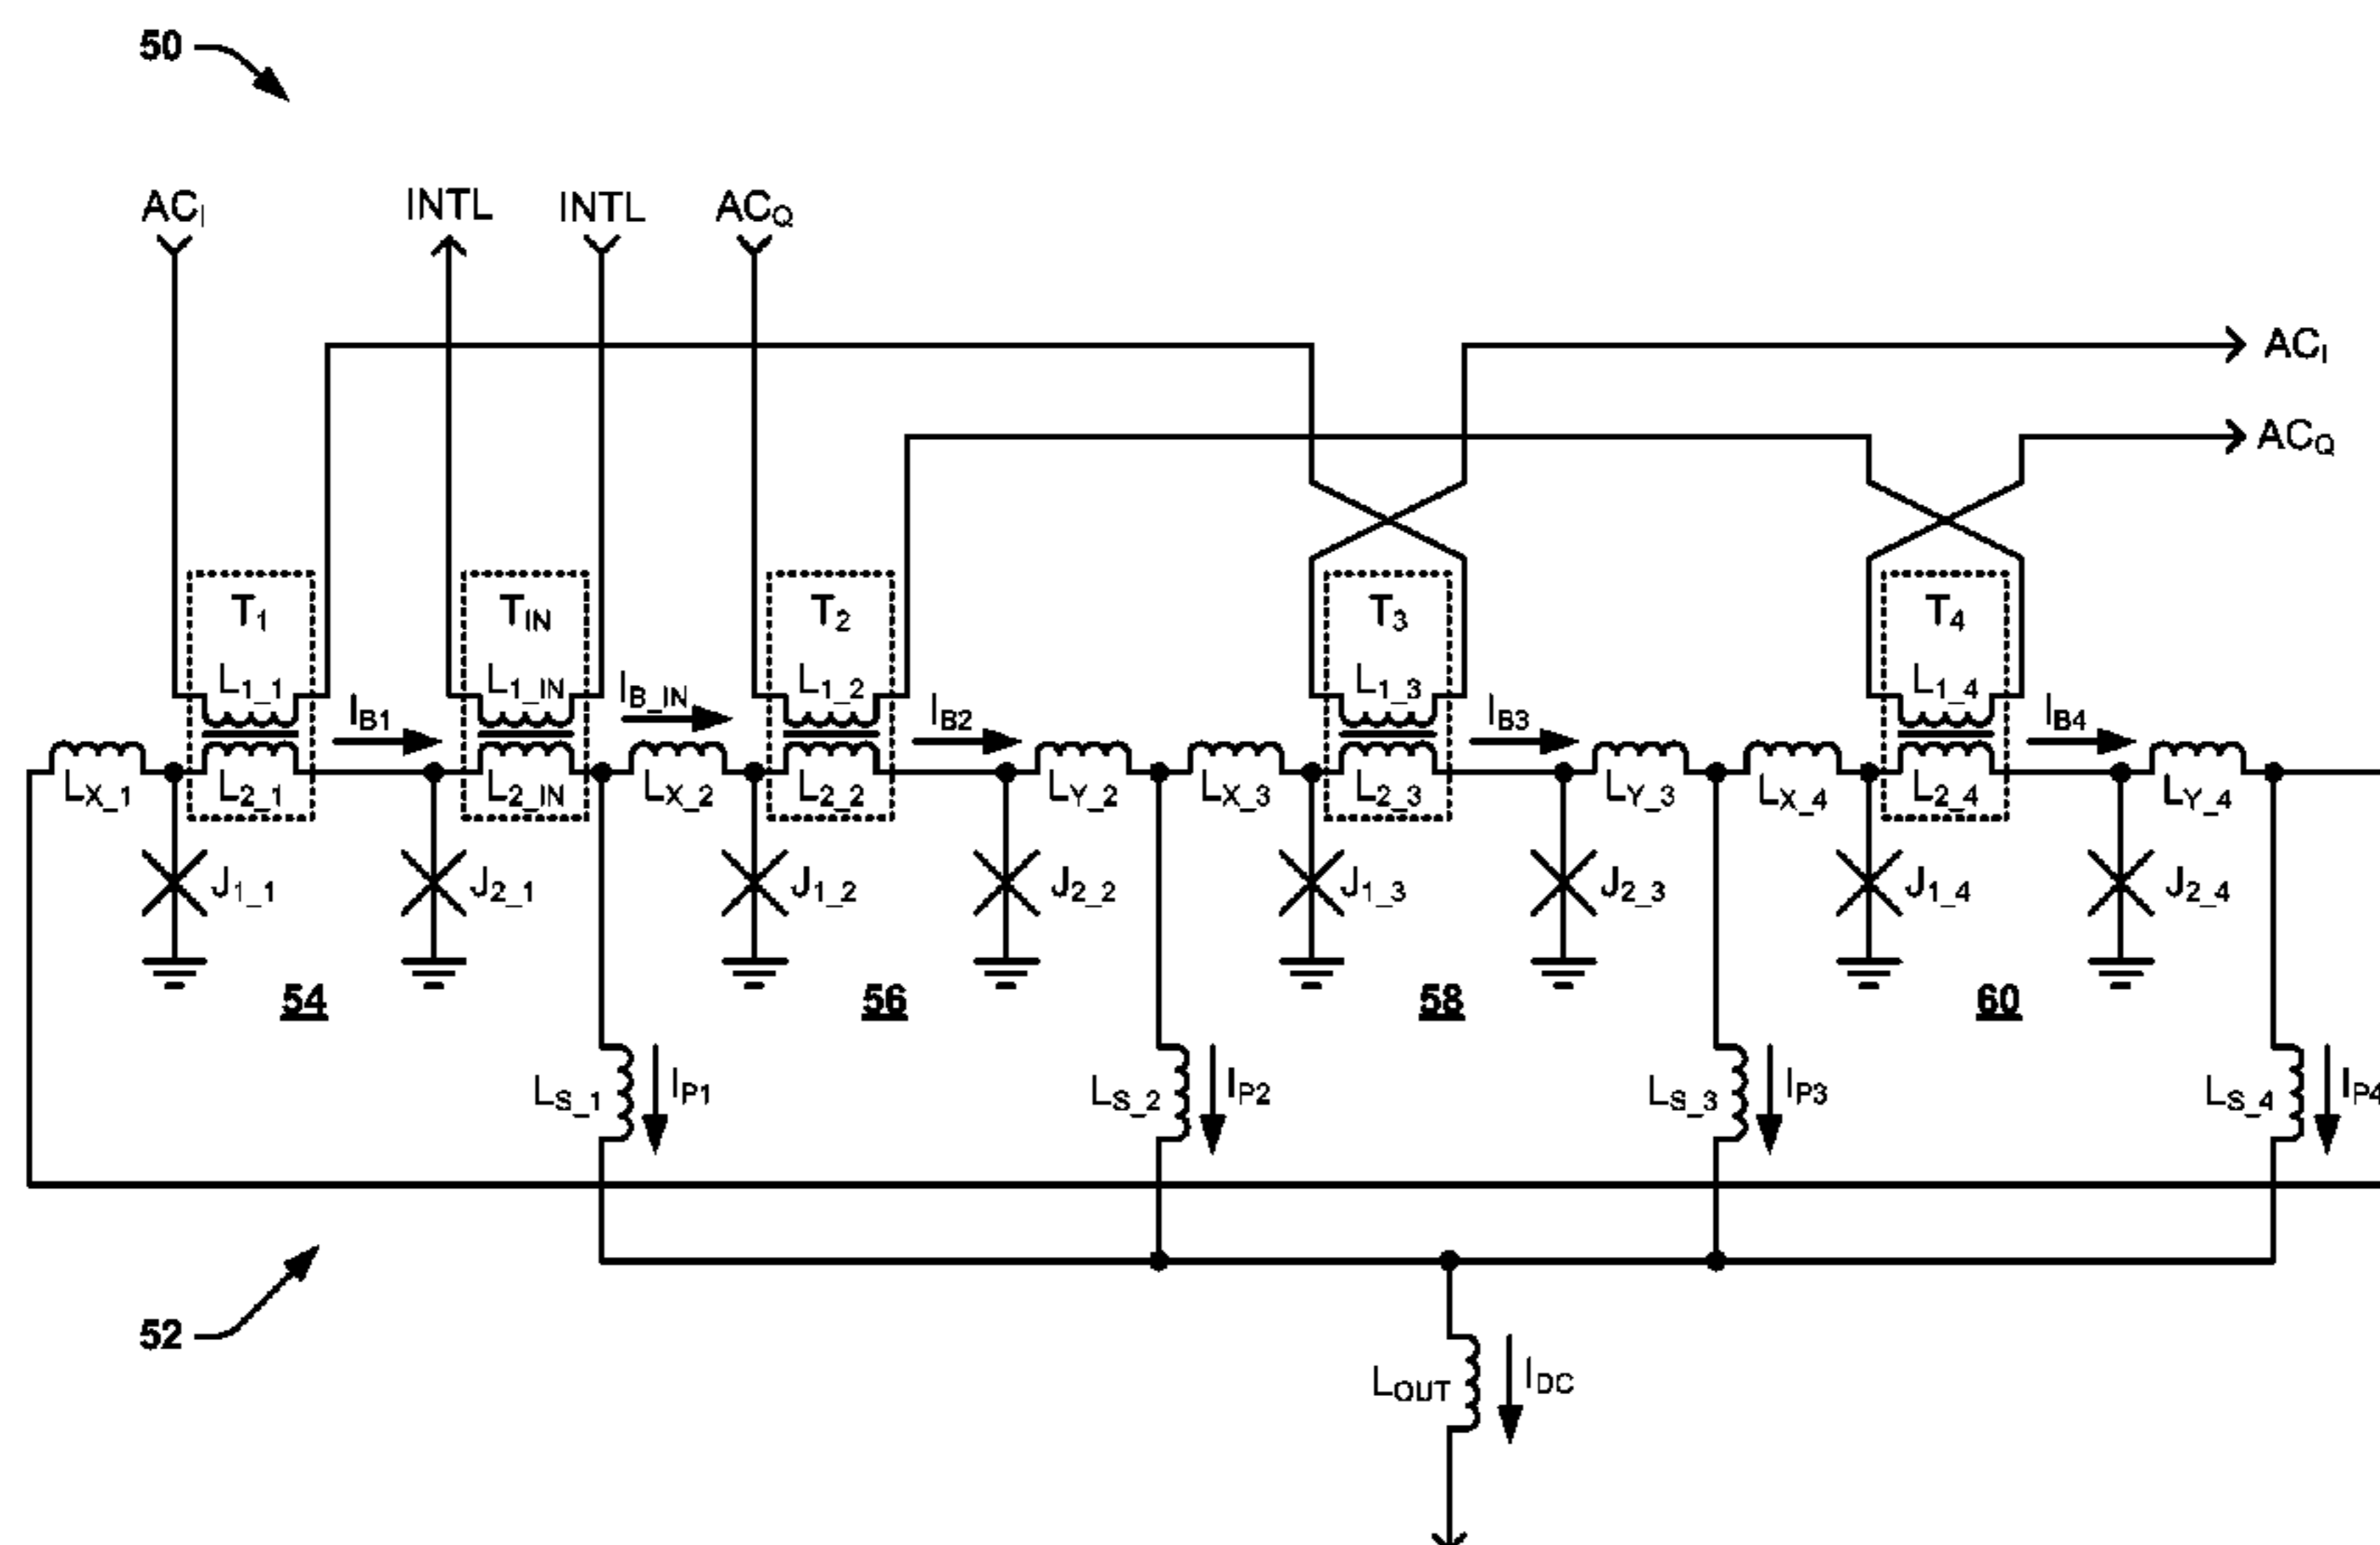 50
AC_I INTL INTL AC_Q
AC_I
AC_Q
T_1 T_IN T_2 T_3 T_4
L_1_1 L_1_IN L_1_2 L_1_3 L_1_4
I_B1 I_B_IN I_B2 I_B3 I_B4
L_X_1 L_2_1 L_2_IN L_X_2 L_2_2 L_Y_2 L_X_3 L_2_3 L_Y_3 L_X_4 L_2_4 L_Y_4
J_1_1 J_2_1 J_1_2 J_2_2 J_1_3 J_2_3 J_1_4 J_2_4
54 56 58 60
L_S_1 I_P1 L_S_2 I_P2 L_S_3 I_P3 L_S_4 I_P4
52
L_OUT I_DC